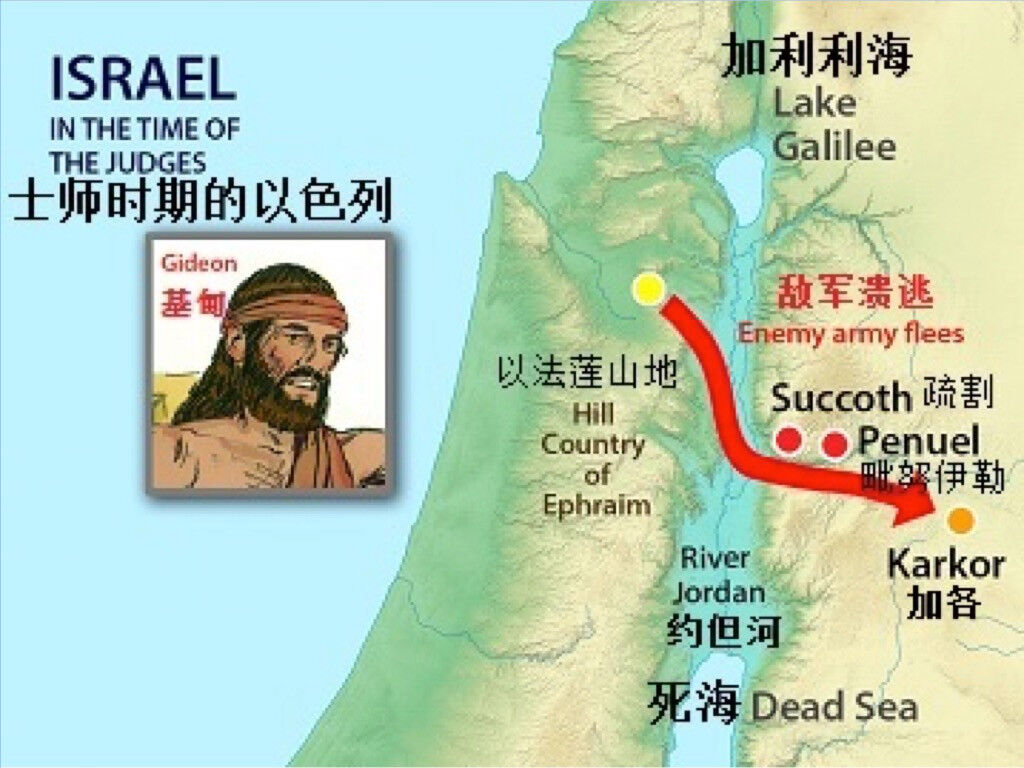 ISRAEL
IN THE TIME OF
THE JUDGES
士师时期的以色列
Gideon
基甸
加利利海
Lake
Galilee
敌军溃逃
Enemy army flees
以法莲山地
Hill
Country
of
Ephraim
Succoth 疏割
Penuel
毗努伊勒
Karkor
加各
River
Jordan
约但河
死海 Dead Sea